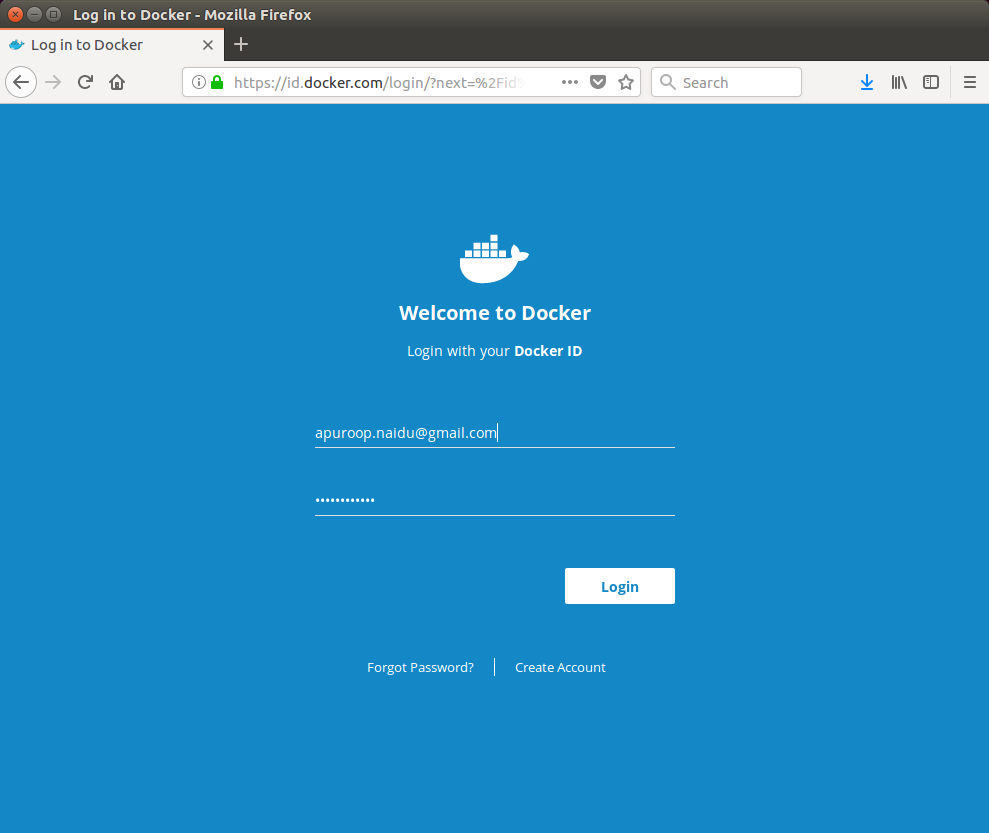 Log in to Docker - Mozilla Firefox
Log in to Docker
https://id.docker.com/login/?next=%2Fid%
Search
Welcome to Docker
Login with your Docker ID
apuroop.naidu@gmail.com
••••••••••••
Login
Forgot Password?
Create Account